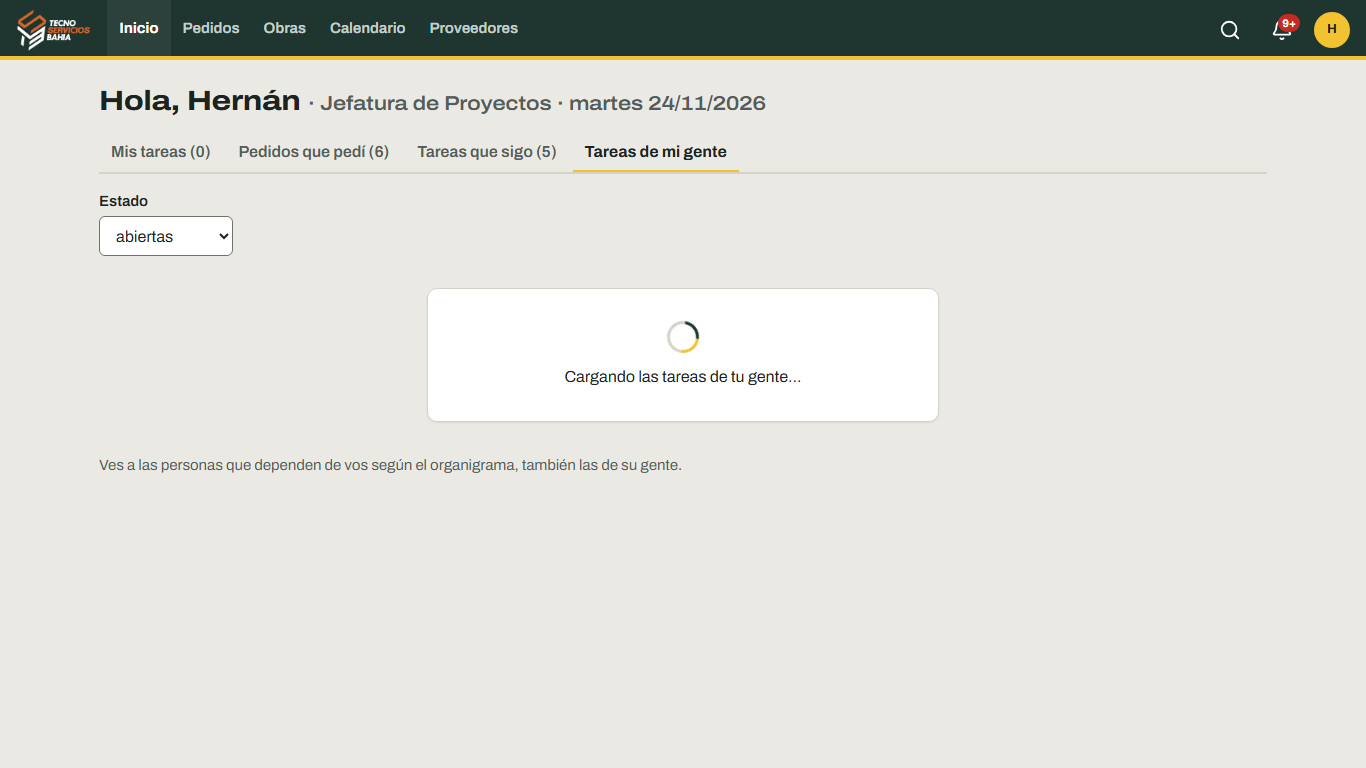 TECNO
SERVICIOS
BAHIA
Inicio
Pedidos
Obras
Calendario
Proveedores
9+
H
Hola, Hernán · Jefatura de Proyectos · martes 24/11/2026
Mis tareas (0)
Pedidos que pedí (6)
Tareas que sigo (5)
Tareas de mi gente
Estado
abiertas
Cargando las tareas de tu gente...
Ves a las personas que dependen de vos según el organigrama, también las de su gente.